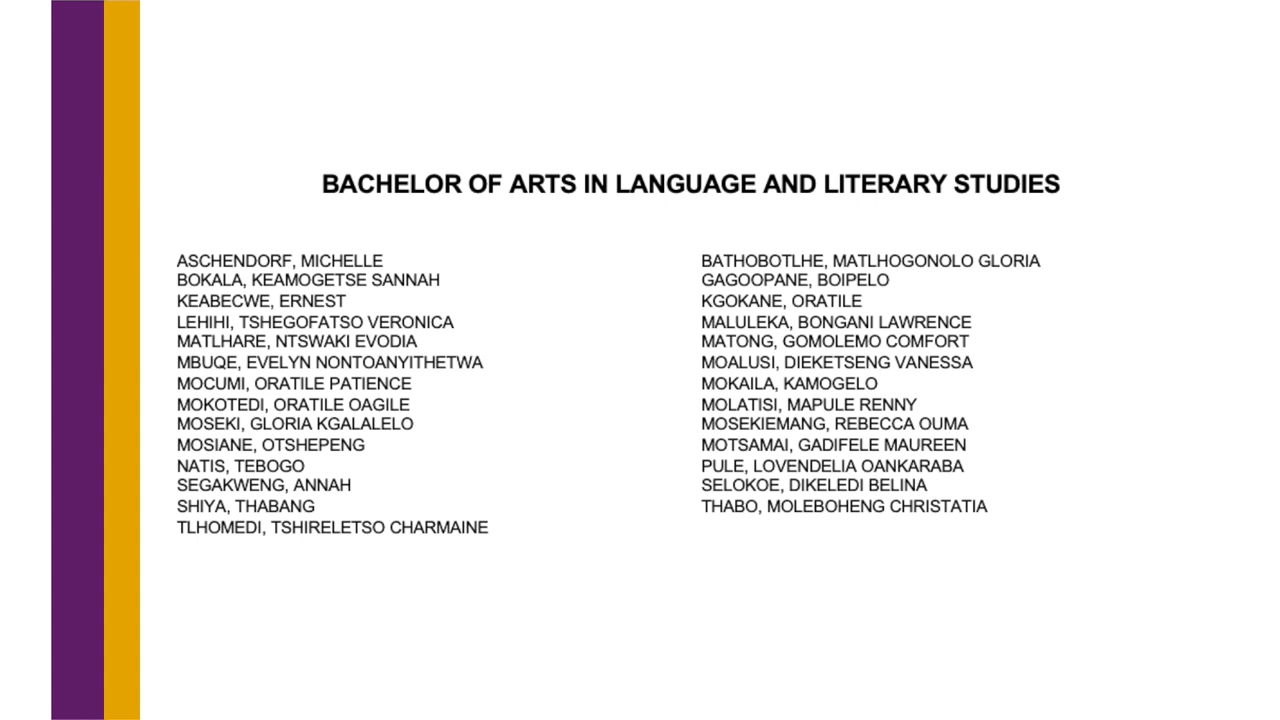 BACHELOR OF ARTS IN LANGUAGE AND LITERARY STUDIES
ASCHENDORF, MICHELLE
BOKALA, KEAMOGETSE SANNAH
KEABECWE, ERNEST
LEHIHI, TSHEGOFATSO VERONICA
MATLHARE, NTSWAKI EVODIA
MBUQE, EVELYN NONTOANYITHETWA
MOCUMI, ORATILE PATIENCE
MOKOTEDI, ORATILE OAGILE
MOSEKI, GLORIA KGALALELO
MOSIANE, OTSHEPENG
NATIS, TEBOGO
SEGAKWENG, ANNAH
SHIYA, THABANG
TLHOMEDI, TSHIRELETSO CHARMAINE
BATHOBOTLHE, MATLHOGONOLO GLORIA
GAGOOPANE, BOIPELO
KGOKANE, ORATILE
MALULEKA, BONGANI LAWRENCE
MATONG, GOMOLEMO COMFORT
MOALUSI, DIEKETSENG VANESSA
MOKAILA, KAMOGELO
MOLATISI, MAPULE RENNY
MOSEKIEMANG, REBECCA OUMA
MOTSAMAI, GADIFELE MAUREEN
PULE, LOVENDELIA OANKARABA
SELOKOE, DIKELEDI BELINA
THABO, MOLEBOHENG CHRISTATIA